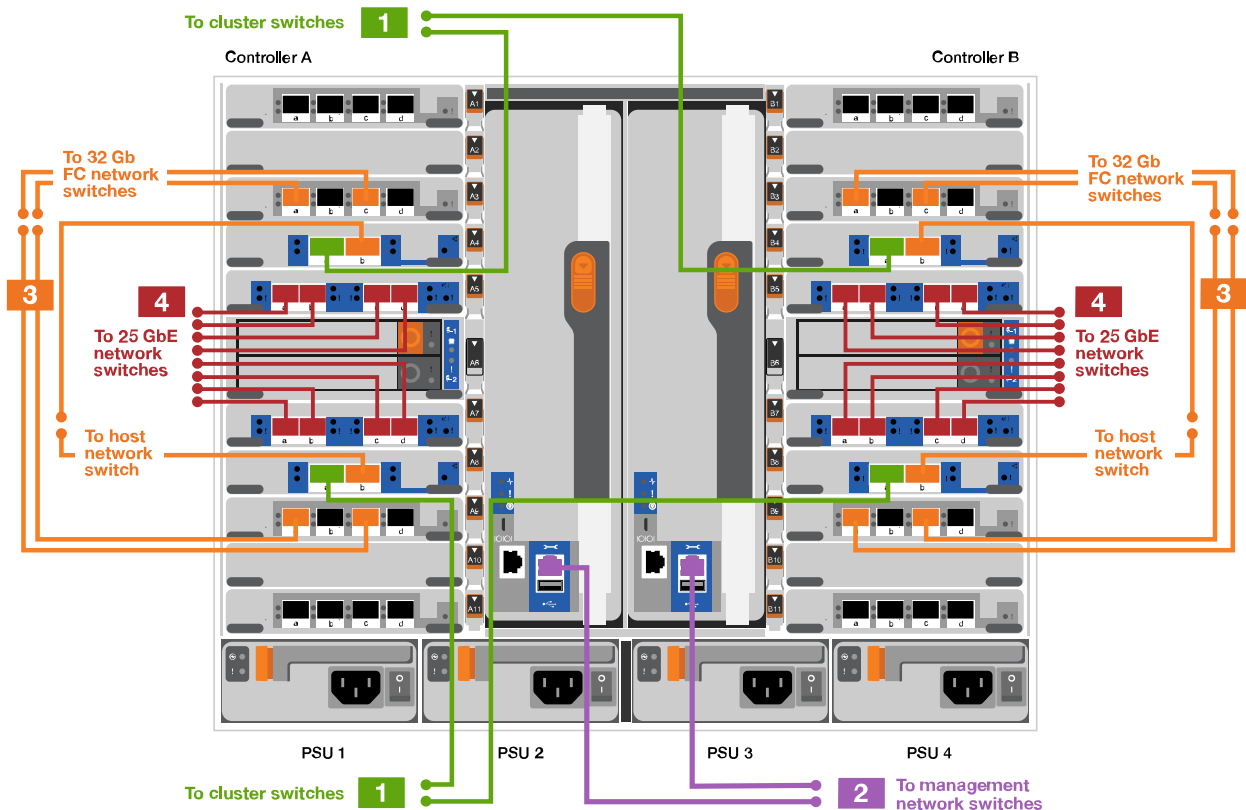 To cluster switches 1
Controller A
Controller B
a b c d
A1
B1
a b c d
A2
B2
To 32 Gb
FC network
switches
a b c d
A3
B3
a b c d
To 32 Gb
FC network
switches
b
A4
B4
a b
3
A5
B5
3
4
To 25 GbE
network
switches
A6
B6
4
To 25 GbE
network
switches
1
2
a b c d
A7
B7
a b c d
To host
network
switch
a b
A8
B8
a b
To host
network
switch
a b c d
A9
B9
a b c d
IOIOI
IOIOI
A10
B10
a b c d
A11
B11
a b c d
PSU 1
PSU 2
PSU 3
PSU 4
To cluster switches 1
2 To management
network switches